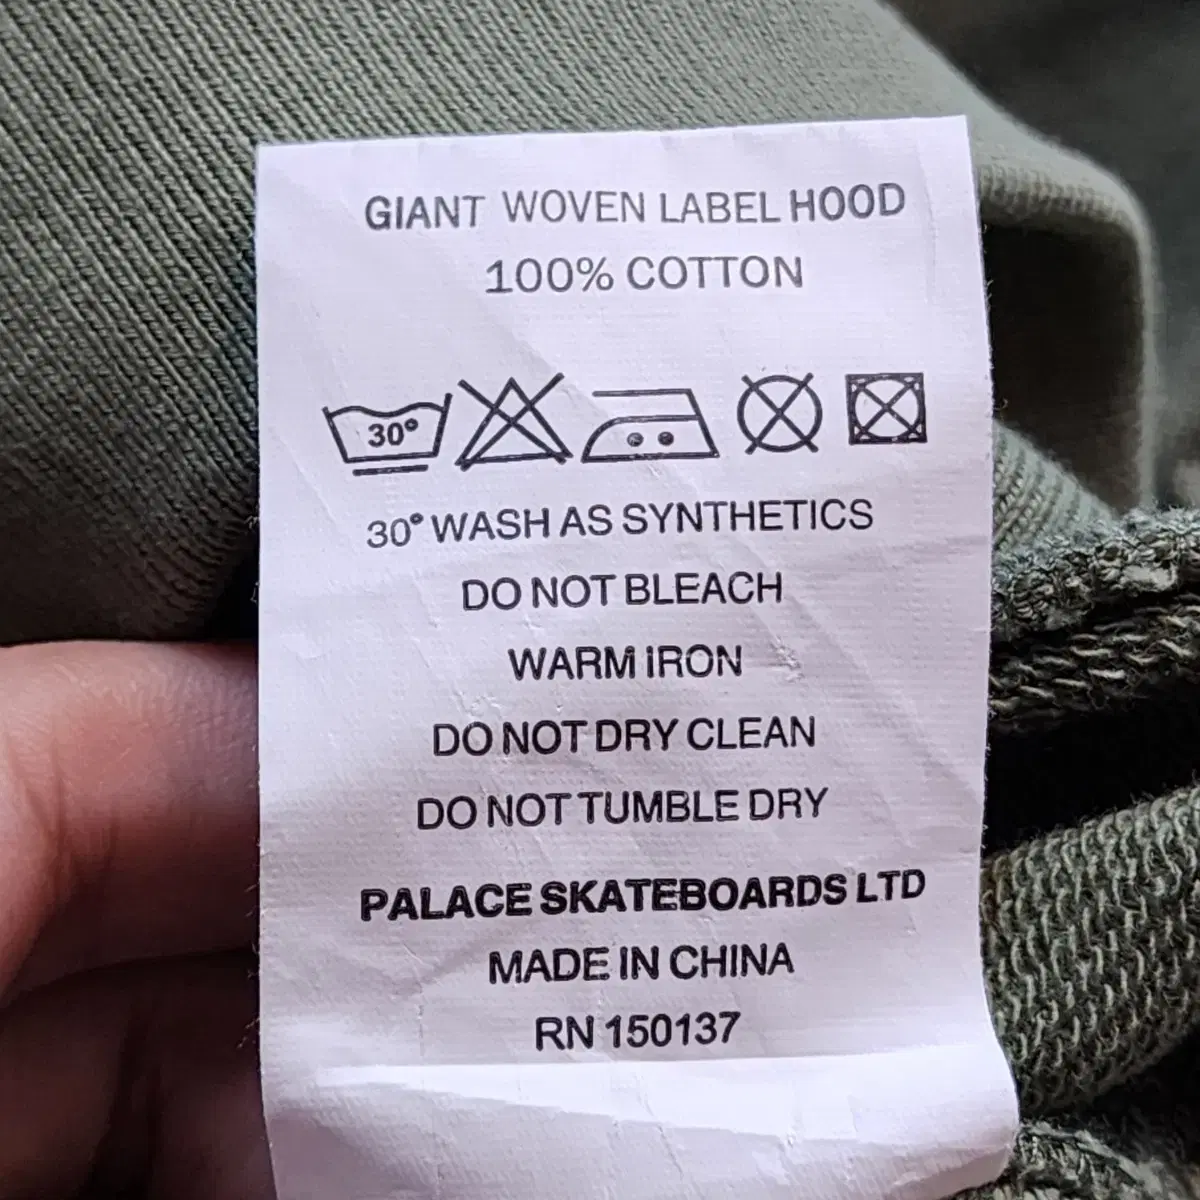 GIANT WOVEN LABEL HOOD
100% COTTON
30°
30° WASH AS SYNTHETICS
DO NOT BLEACH
WARM IRON
DO NOT DRY CLEAN
DO NOT TUMBLE DRY
PALACE SKATEBOARDS LTD
MADE IN CHINA
RN 150137